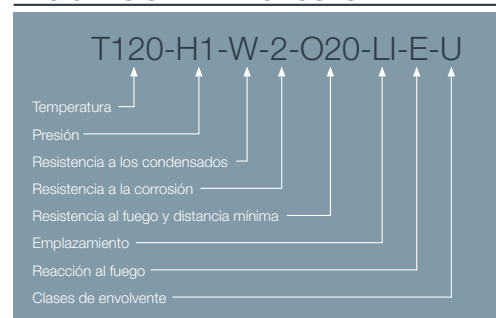 T120-H1-W-2-O20-LI-E-U
Temperatura
Presión
Resistencia a los condensados
Resistencia a la corrosión
Resistencia al fuego y distancia mínima
Emplazamiento
Reacción al fuego
Clases de envolvente